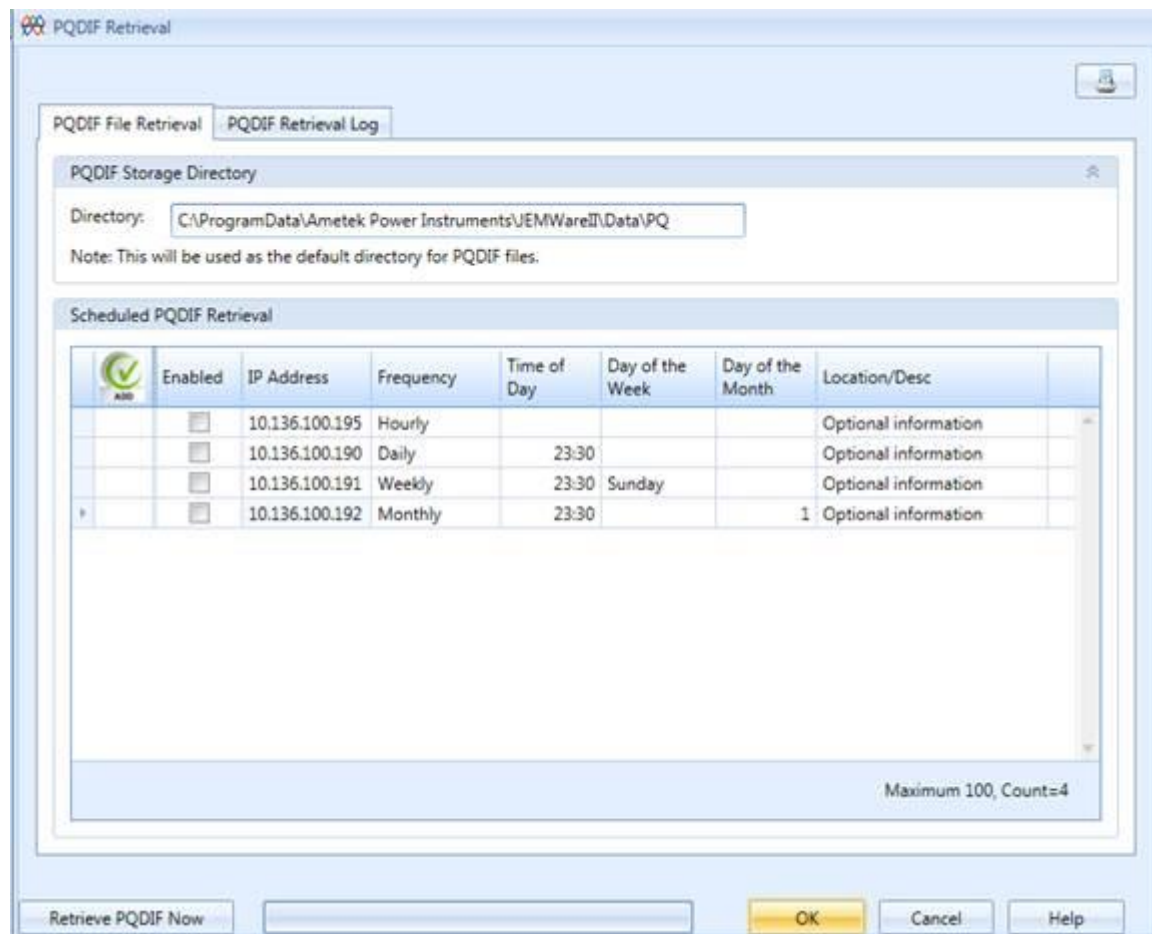 PQDIF Retrieval
PQDIF File Retrieval PQDIF Retrieval Log
PQDIF Storage Directory
Directory: C:\ProgramData\Ametek Power Instruments\JEMWareII\Data\PQ
Note: This will be used as the default directory for PQDIF files.
Scheduled PQDIF Retrieval
ADD Enabled IP Address Frequency Time of Day Day of the Week Day of the Month Location/Desc
10.136.100.195 Hourly Optional information
10.136.100.190 Daily 23:30 Optional information
10.136.100.191 Weekly 23:30 Sunday Optional information
10.136.100.192 Monthly 23:30 1 Optional information
Maximum 100, Count=4
Retrieve PQDIF Now OK Cancel Help